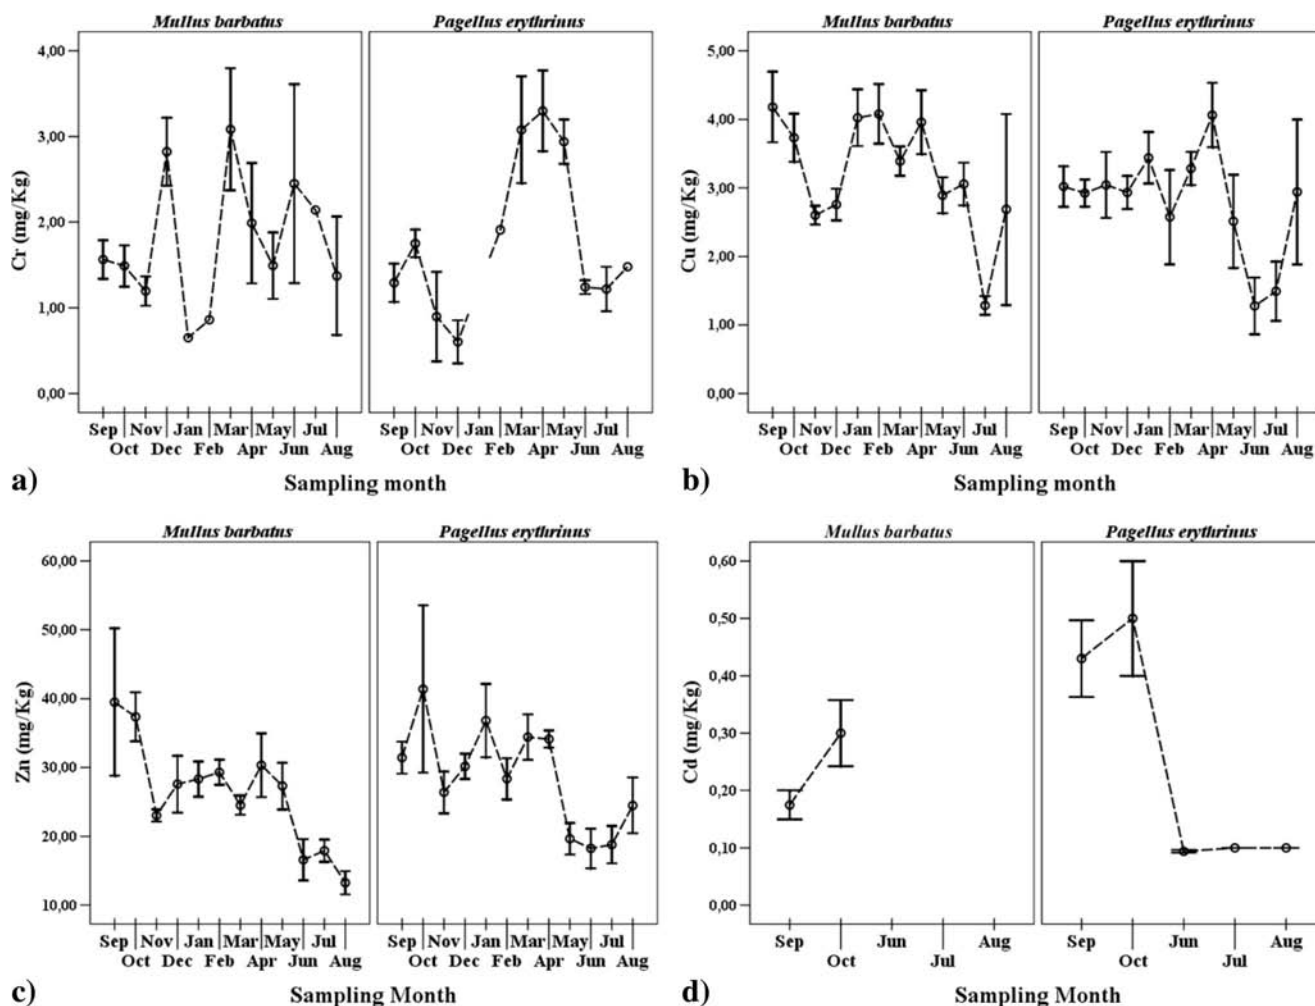 Mullus barbatus
Pagellus erythrinus
4,00
3,00
2,00
1,00
0,00
Cr (mg/Kg)
Sep Nov Jan Mar May Jul
Oct Dec Feb Apr Jun Aug
Sep Nov Jan Mar May Jul
Oct Dec Feb Apr Jun Aug
a)
Sampling month
Mullus barbatus
Pagellus erythrinus
5,00
4,00
3,00
2,00
1,00
0,00
Cu (mg/Kg)
Sep Nov Jan Mar May Jul
Oct Dec Feb Apr Jun Aug
Sep Nov Jan Mar May Jul
Oct Dec Feb Apr Jun Aug
b)
Sampling month
Mullus barbatus
Pagellus erythrinus
60,00
50,00
40,00
30,00
20,00
10,00
Zn (mg/Kg)
Sep Nov Jan Mar May Jul
Oct Dec Feb Apr Jun Aug
Sep Nov Jan Mar May Jul
Oct Dec Feb Apr Jun Aug
c)
Sampling Month
Mullus barbatus
Pagellus erythrinus
0,60
0,50
0,40
0,30
0,20
0,10
0,00
Cd (mg/Kg)
Sep Jun Aug
Oct Jul
Sep Jun Aug
Oct Jul
d)
Sampling Month